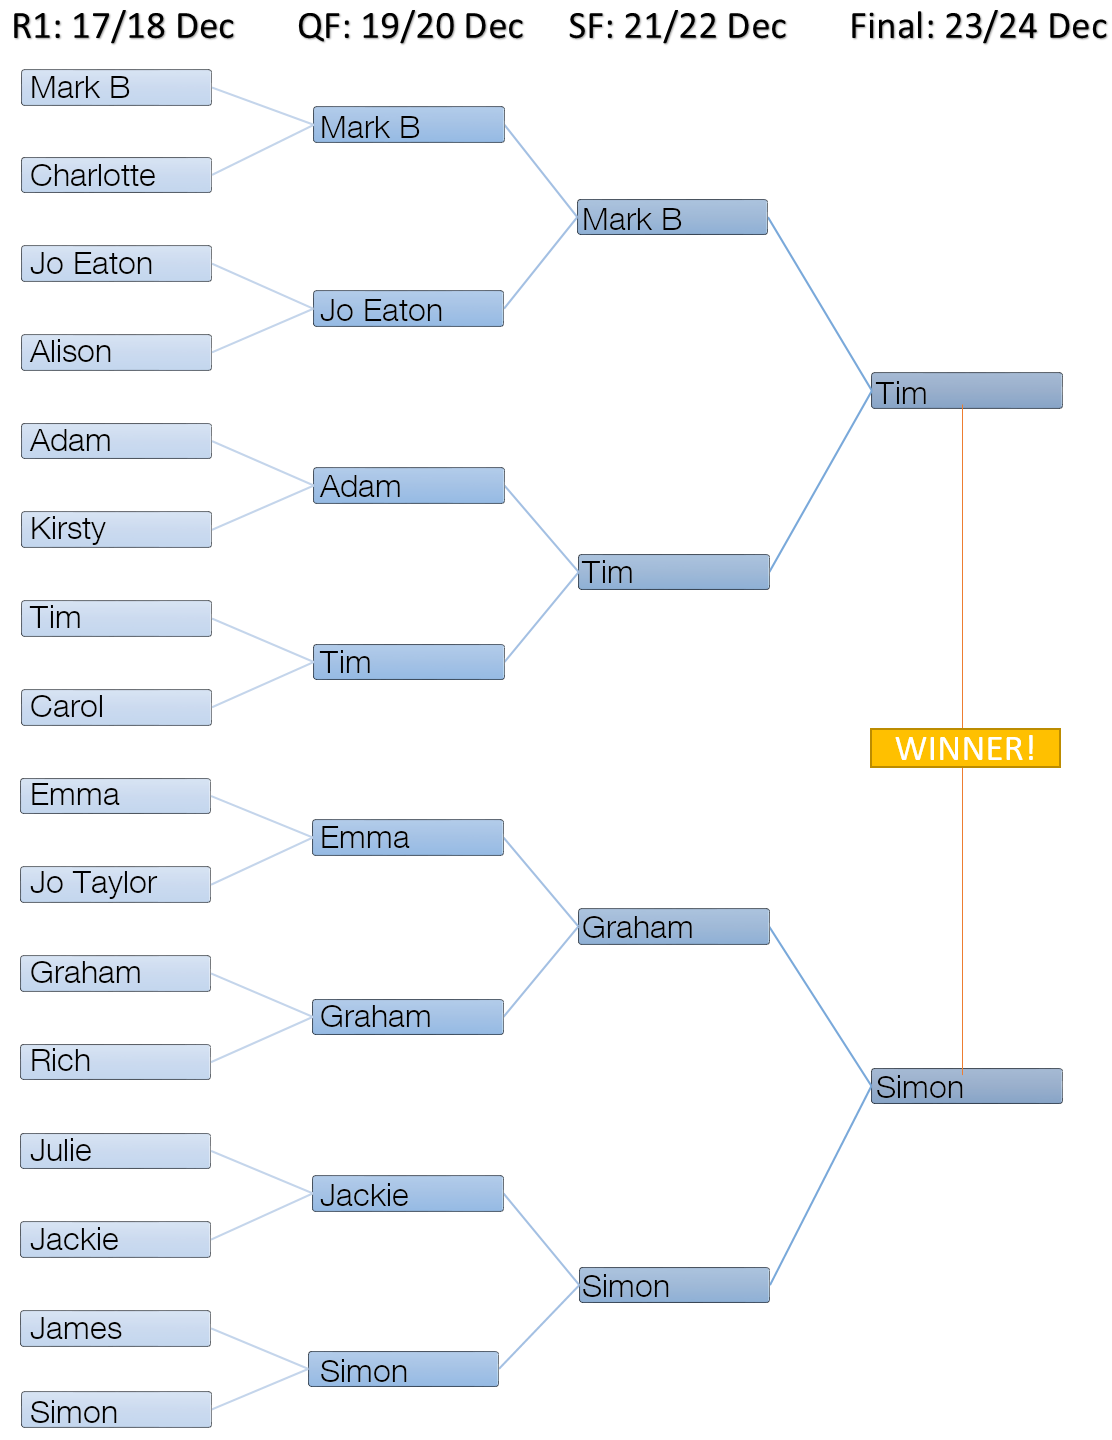 R1: 17/18 Dec
QF: 19/20 Dec
SF: 21/22 Dec
Final: 23/24 Dec
Mark B
Charlotte
Jo Eaton
Alison
Adam
Kirsty
Tim
Carol
Emma
Jo Taylor
Graham
Rich
Julie
Jackie
James
Simon
Mark B
Jo Eaton
Adam
Tim
Emma
Graham
Jackie
Simon
Mark B
Tim
Graham
Simon
Tim
WINNER!
Simon